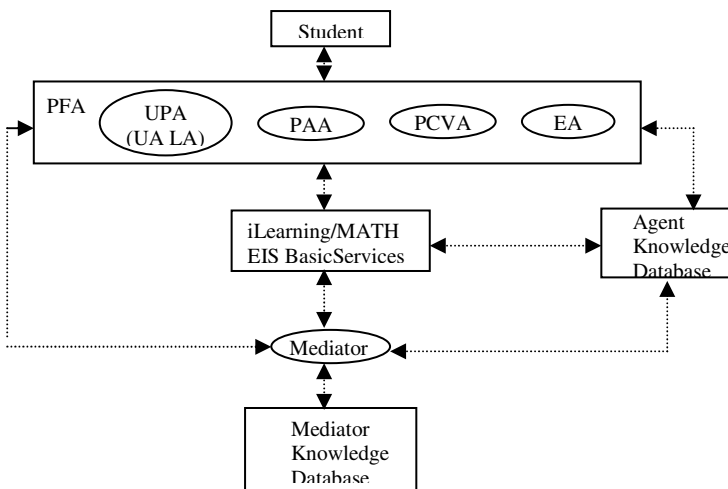 Student
PFA
UPA
(UA LA)
PAA
PCVA
EA
iLearning/MATH
EIS BasicServices
Agent
Knowledge
Database
Mediator
Mediator
Knowledge
Database